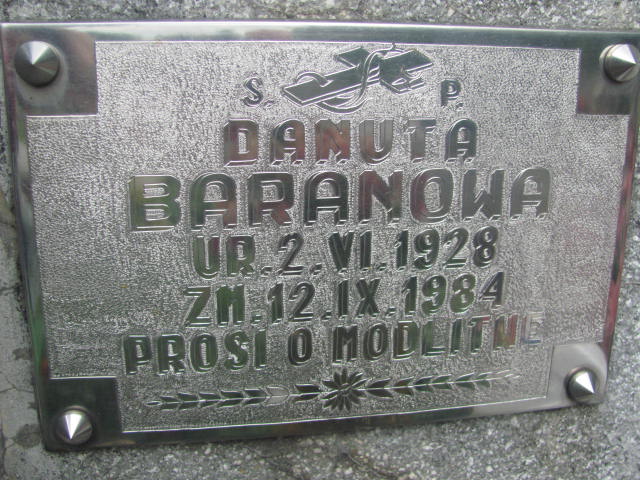 S. P.
DANUTA
BARANOWA
UR. 2. VI. 1928
ZM. 12. IX. 1984
PROSI O MODLITWE